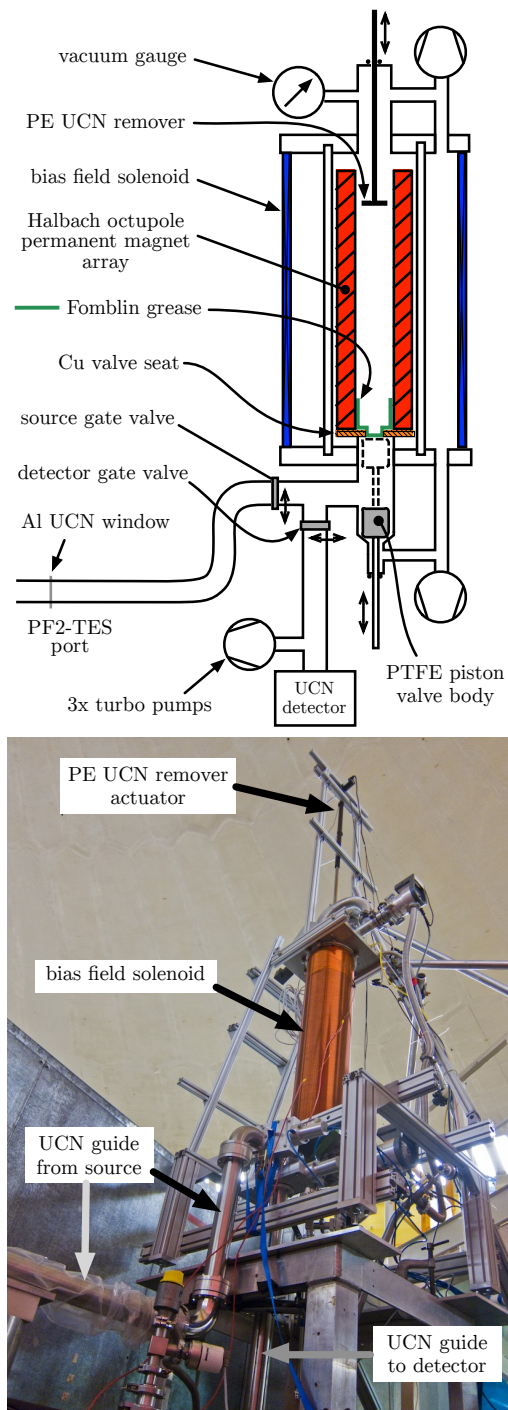 vacuum gauge
PE UCN remover
bias field solenoid
Halbach octupole
permanent magnet
array
Fomblin grease
Cu valve seat
source gate valve
detector gate valve
Al UCN window
PF2-TES
port
3x turbo pumps
UCN
detector
PTFE piston
valve body
PE UCN remover
actuator
bias field solenoid
UCN guide
from source
UCN guide
to detector